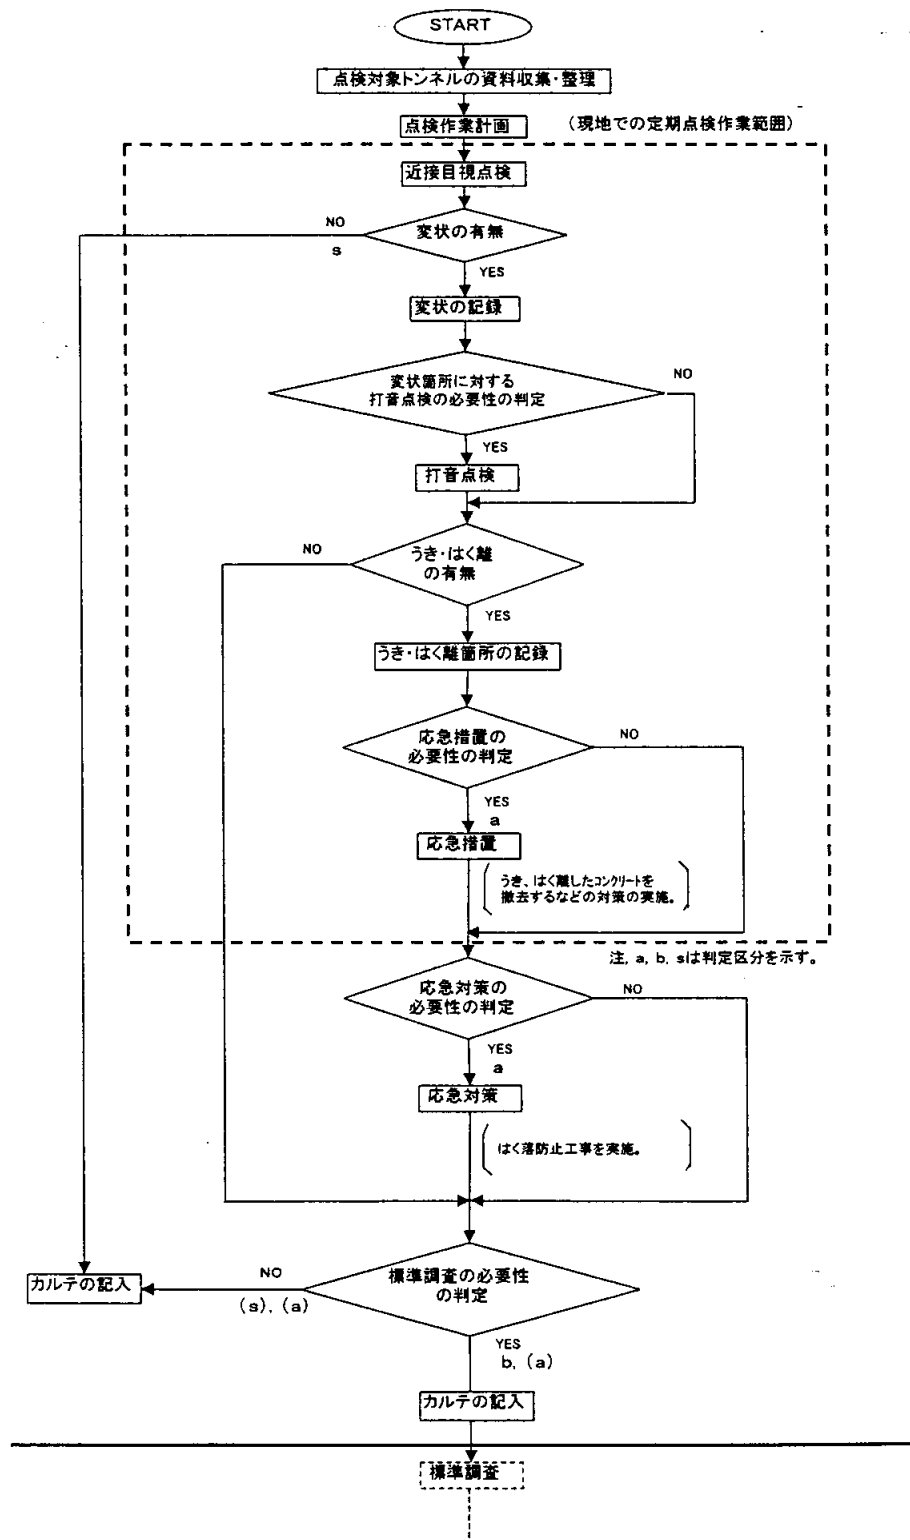 START
点検対象トンネルの資料収集・整理
点検作業計画
（現地での定期点検作業範囲）
近接目視点検
変状の有無
NO
s
YES
変状の記録
変状箇所に対する
打音点検の必要性の判定
NO
YES
打音点検
うき・はく離
の有無
NO
YES
うき・はく離箇所の記録
応急措置の
必要性の判定
NO
YES
a
応急措置
うき、はく離したコンクリートを
撤去するなどの対策の実施。
注, a, b, sは判定区分を示す。
応急対策の
必要性の判定
NO
YES
a
応急対策
はく落防止工事を実施。
標準調査の必要性
の判定
NO
(s), (a)
カルテの記入
YES
b, (a)
カルテの記入
標準調査